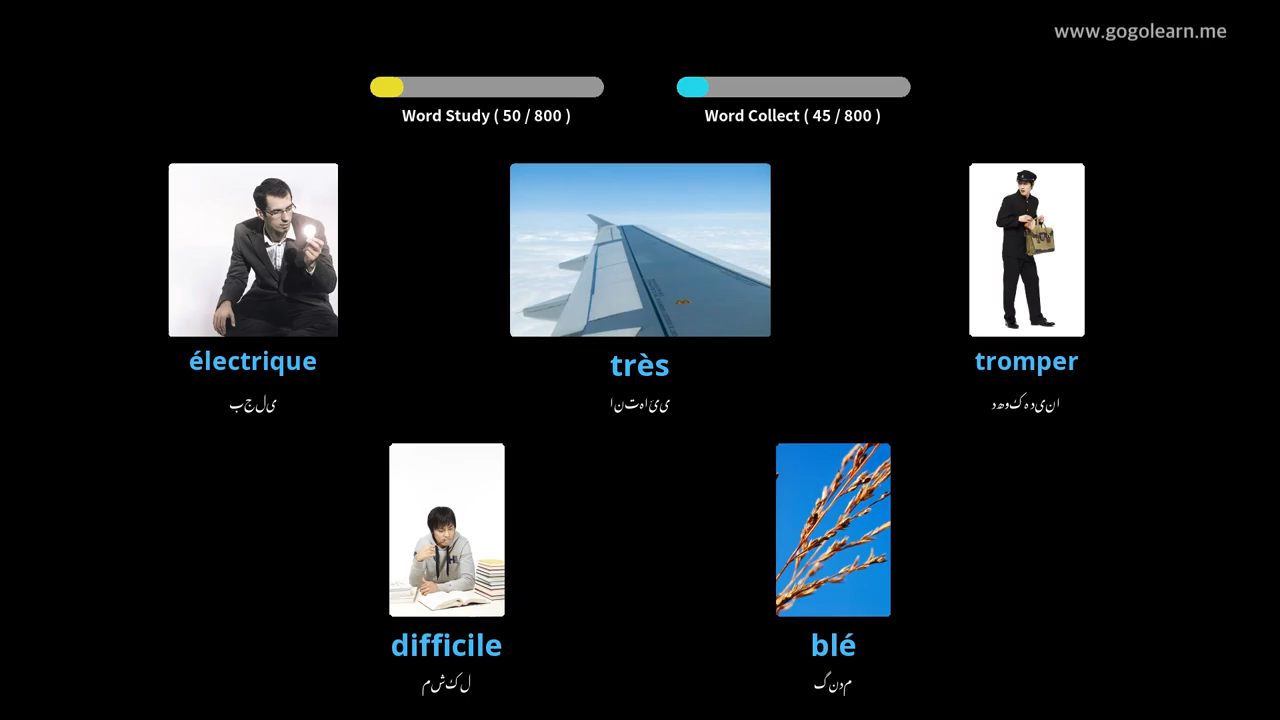 www.gogolearn.me
Word Study ( 50 / 800 )
Word Collect ( 45 / 800 )
électrique
بجلی
très
انتہائی
tromper
دھوکہ دینا
difficile
مشکل
blé
گندم